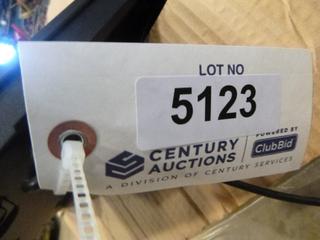 LOT NO
5123
CENTURY
AUCTIONS
POWERED BY
ClubBid
A DIVISION OF CENTURY SERVICES